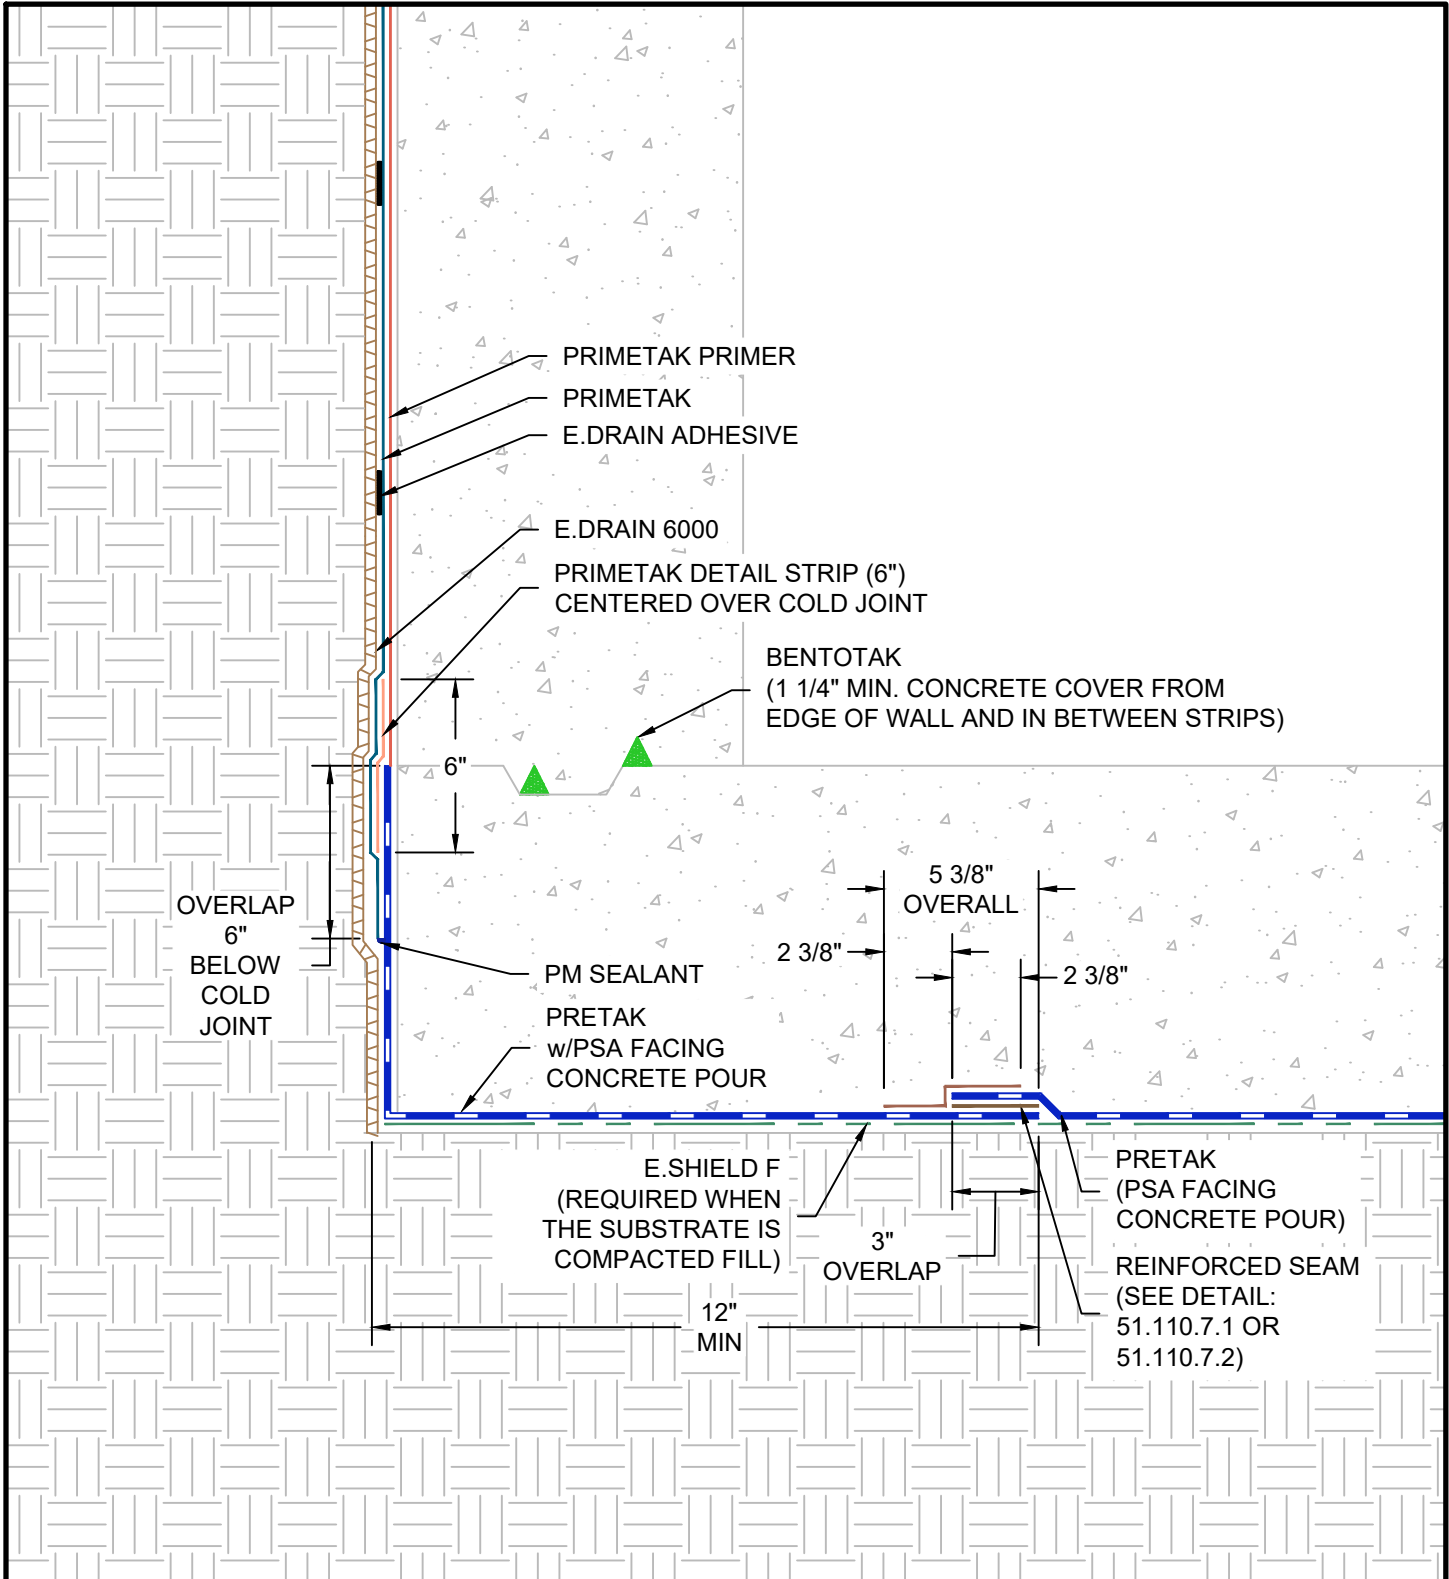 PRIMETAK PRIMER
PRIMETAK
E.DRAIN ADHESIVE
E.DRAIN 6000
PRIMETAK DETAIL STRIP (6")
CENTERED OVER COLD JOINT
BENTOTAK
(1 1/4" MIN. CONCRETE COVER FROM
EDGE OF WALL AND IN BETWEEN STRIPS)
6"
5 3/8"
OVERALL
OVERLAP
6"
BELOW
COLD
JOINT
2 3/8"
2 3/8"
PM SEALANT
PRETAK
w/PSA FACING
CONCRETE POUR
E.SHIELD F
(REQUIRED WHEN
THE SUBSTRATE IS
COMPACTED FILL)
3"
OVERLAP
PRETAK
(PSA FACING
CONCRETE POUR)
REINFORCED SEAM
(SEE DETAIL:
51.110.7.1 OR
51.110.7.2)
12"
MIN